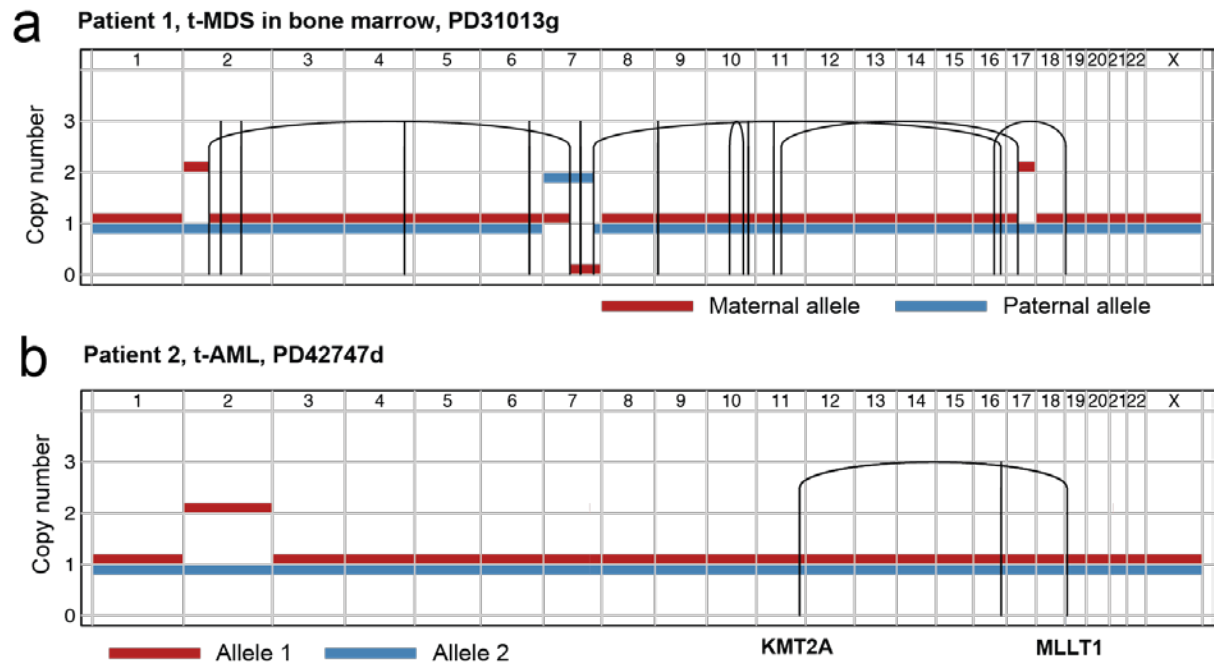 a Patient 1, t-MDS in bone marrow, PD31013g
1 2 3 4 5 6 7 8 9 10 11 12 13 14 15 16 17 18 19 20 21 22 X
Copy number
3
2
1
0
Maternal allele Paternal allele
b Patient 2, t-AML, PD42747d
1 2 3 4 5 6 7 8 9 10 11 12 13 14 15 16 17 18 19 20 21 22 X
Copy number
3
2
1
0
KMT2A MLLT1
Allele 1 Allele 2